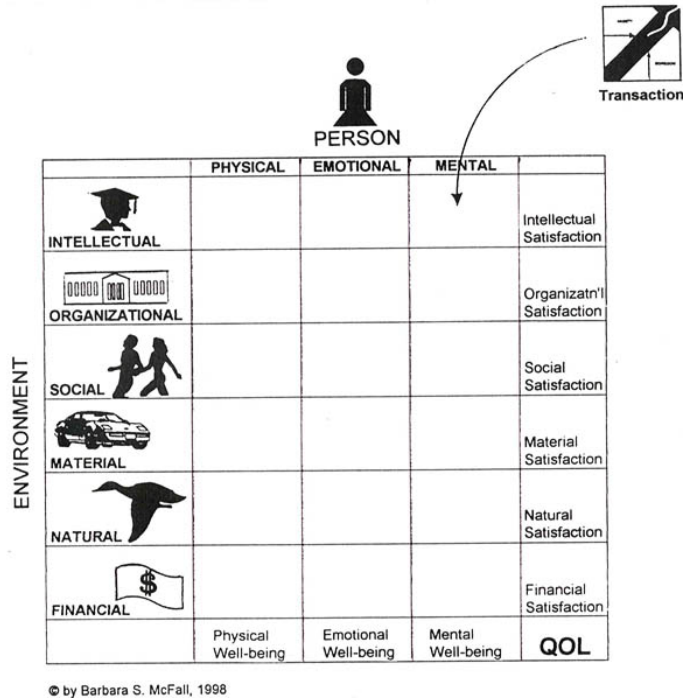 Transaction
PERSON
PHYSICAL EMOTIONAL MENTAL
INTELLECTUAL
Intellectual
Satisfaction
ORGANIZATIONAL
Organizatn'l
Satisfaction
ENVIRONMENT
SOCIAL
Social
Satisfaction
MATERIAL
Material
Satisfaction
NATURAL
Natural
Satisfaction
$
FINANCIAL
Financial
Satisfaction
Physical
Well-being
Emotional
Well-being
Mental
Well-being
QOL
© by Barbara S. McFall, 1998